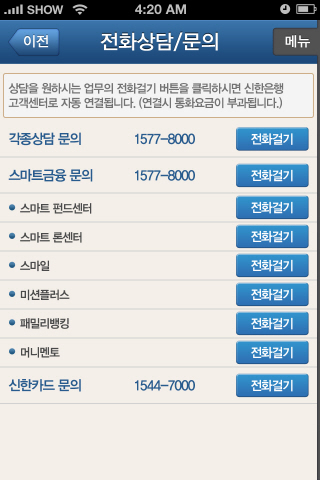 SHOW 4:20 AM
이전 전화상담/문의 메뉴
상담을 원하시는 업무의 전화걸기 버튼을 클릭하시면 신한은행
고객센터로 자동 연결됩니다. (연결시 통화요금이 부과됩니다.)
각종상담 문의 1577-8000 전화걸기
스마트금융 문의 1577-8000 전화걸기
• 스마트 펀드센터 전화걸기
• 스마트 론센터 전화걸기
• 스마일 전화걸기
• 미션플러스 전화걸기
• 패밀리뱅킹 전화걸기
• 머니멘토 전화걸기
신한카드 문의 1544-7000 전화걸기